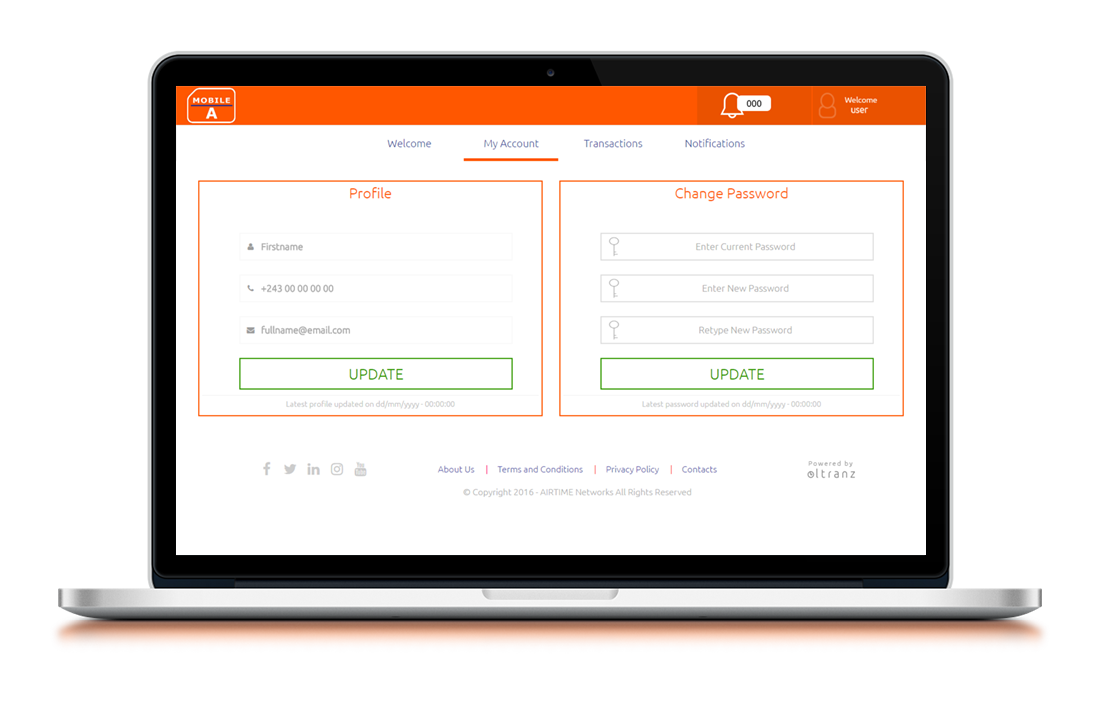 MOBILE
A
000
Welcome
user
Welcome
My Account
Transactions
Notifications
Profile
Firstname
+243 00 00 00 00
fullname@email.com
UPDATE
Latest profile updated on dd/mm/yyyy - 00:00:00
Change Password
Enter Current Password
Enter New Password
Retype New Password
UPDATE
Latest password updated on dd/mm/yyyy - 00:00:00
f
in
You
Tube
About Us | Terms and Conditions | Privacy Policy | Contacts
© Copyright 2016 - AIRTIME Networks All Rights Reserved
Powered by
oltranz